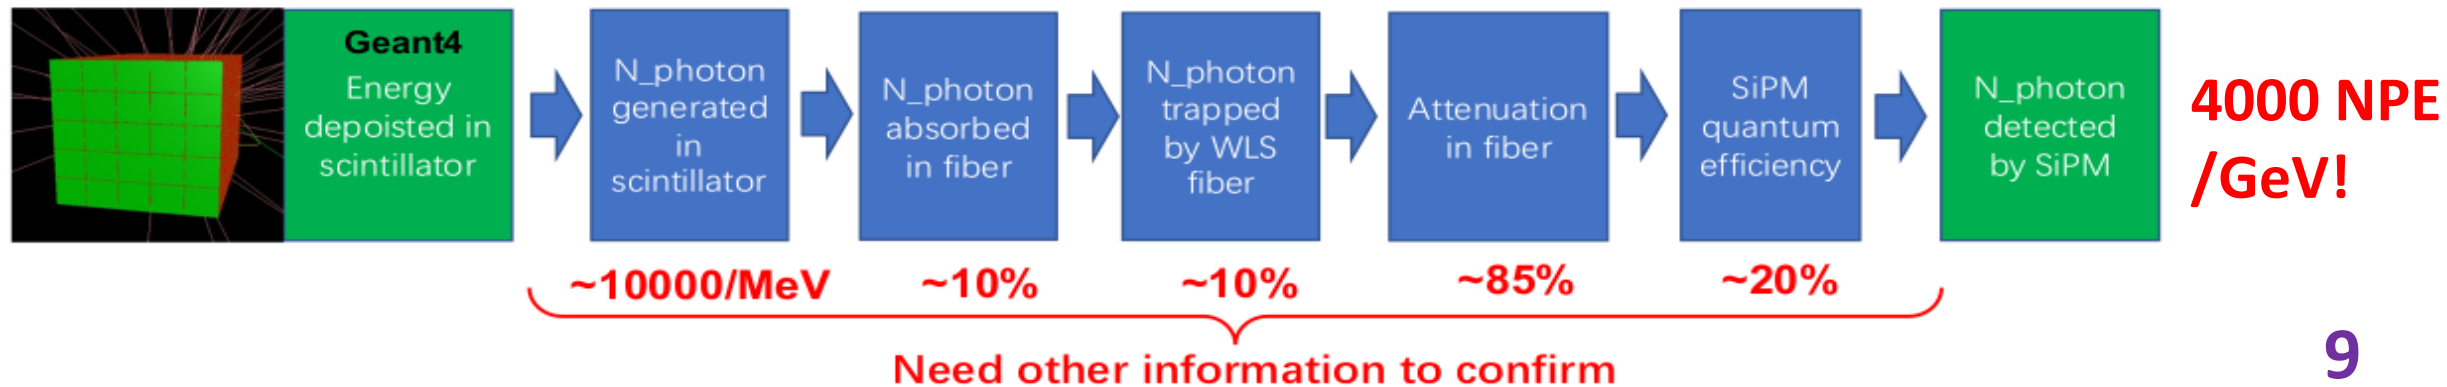 Geant4
Energy
depoisted in
scintillator
N_photon
generated
in
scintillator
N_photon
absorbed
in fiber
N_photon
trapped
by WLS
fiber
Attenuation
in fiber
SiPM
quantum
efficiency
N_photon
detected
by SiPM
4000 NPE
/GeV!
~10000/MeV
~10%
~10%
~85%
~20%
Need other information to confirm
9